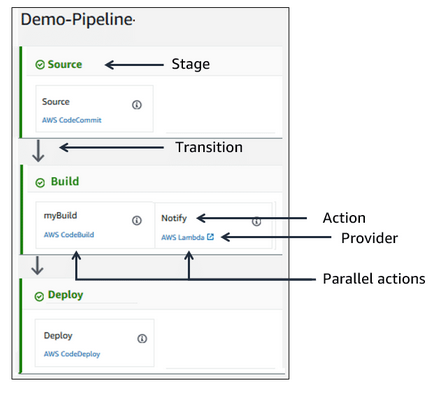 Demo-Pipeline
Source
Stage
Source
AWS CodeCommit
Transition
Build
myBuild
Notify
Action
AWS CodeBuild
AWS Lambda
Provider
Parallel actions
Deploy
Deploy
AWS CodeDeploy